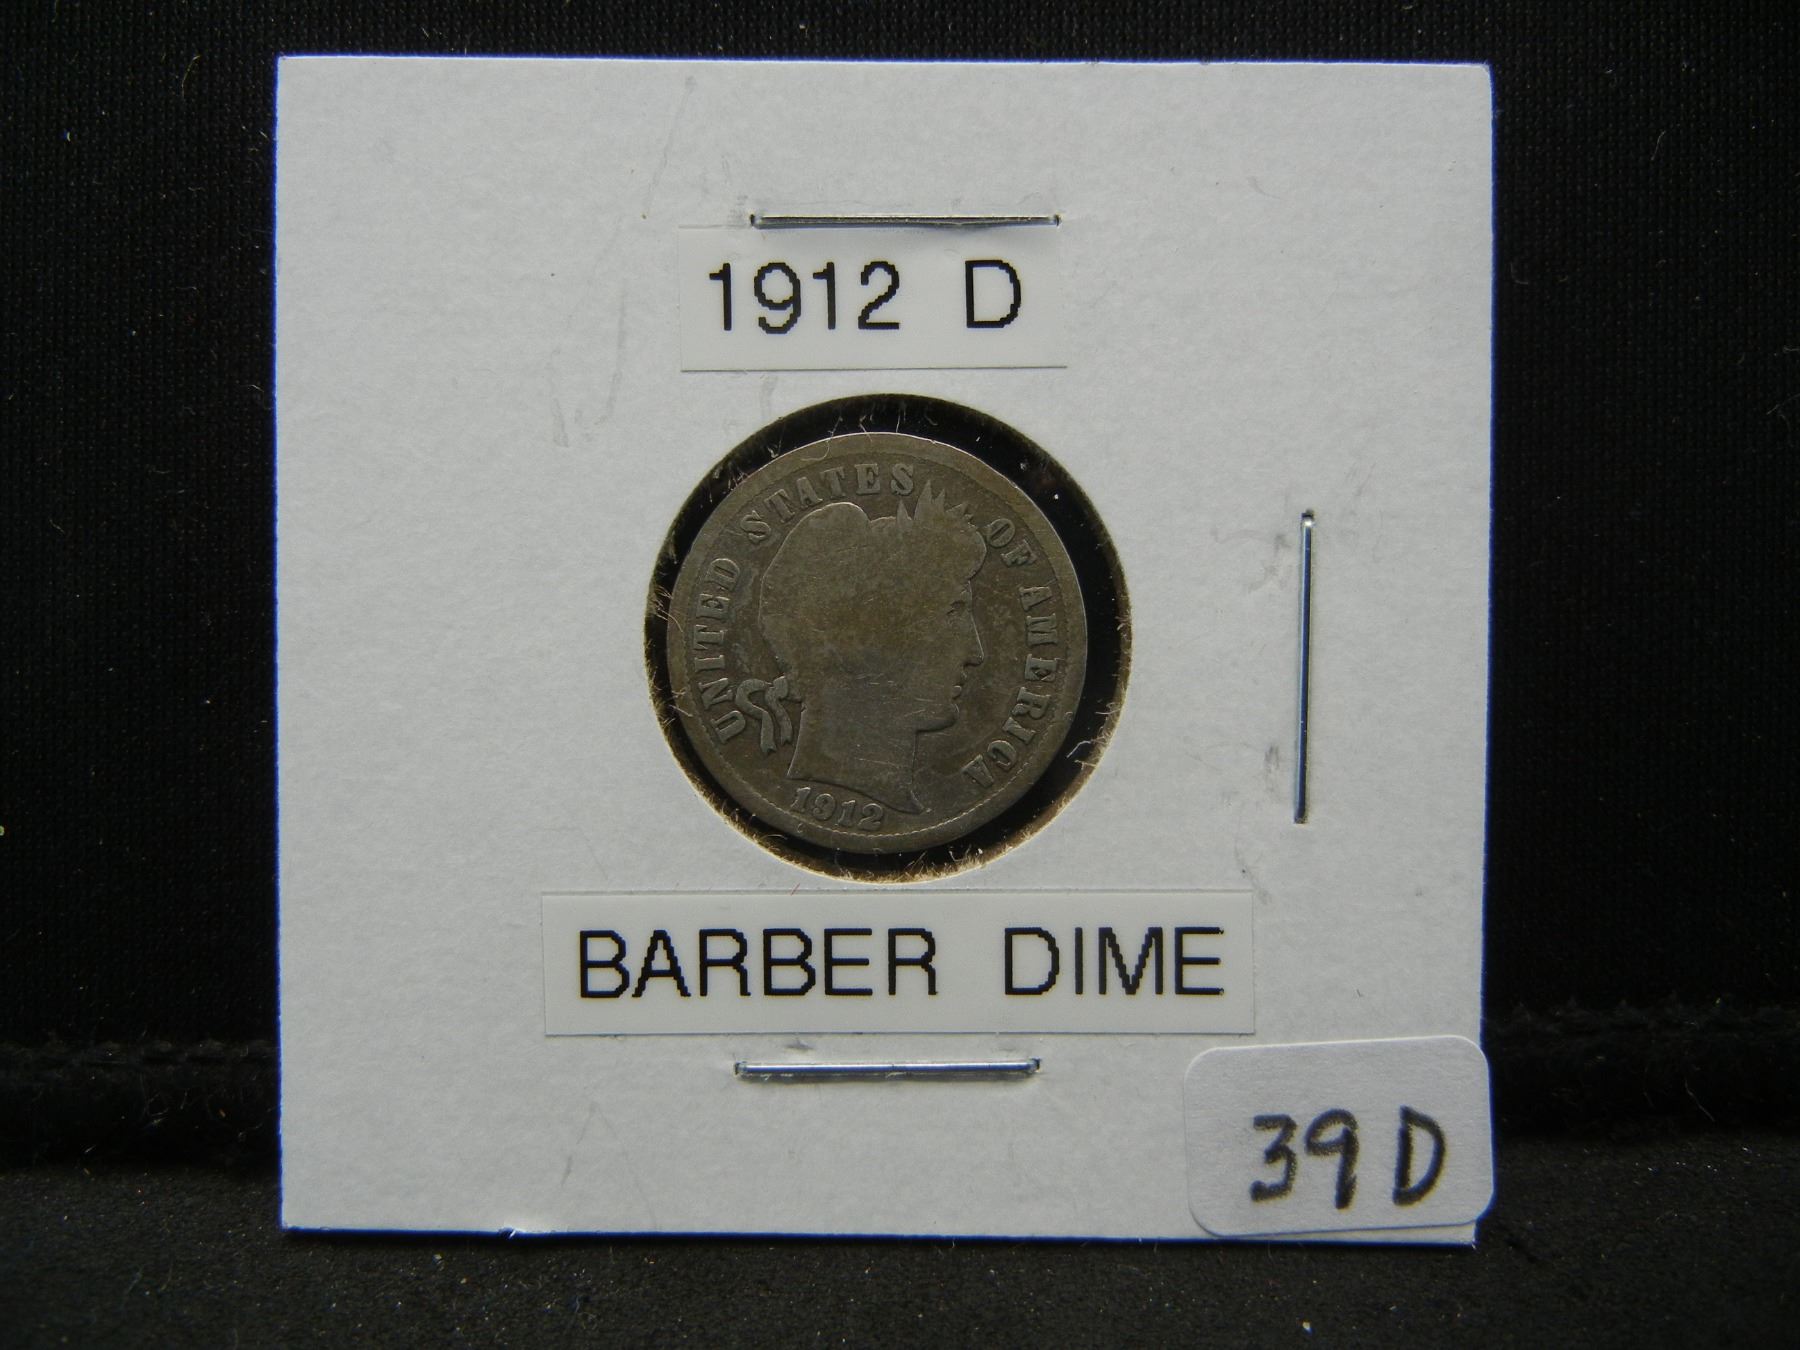 1912 D
UNITED STATES OF AMERICA
1912
BARBER DIME
39D